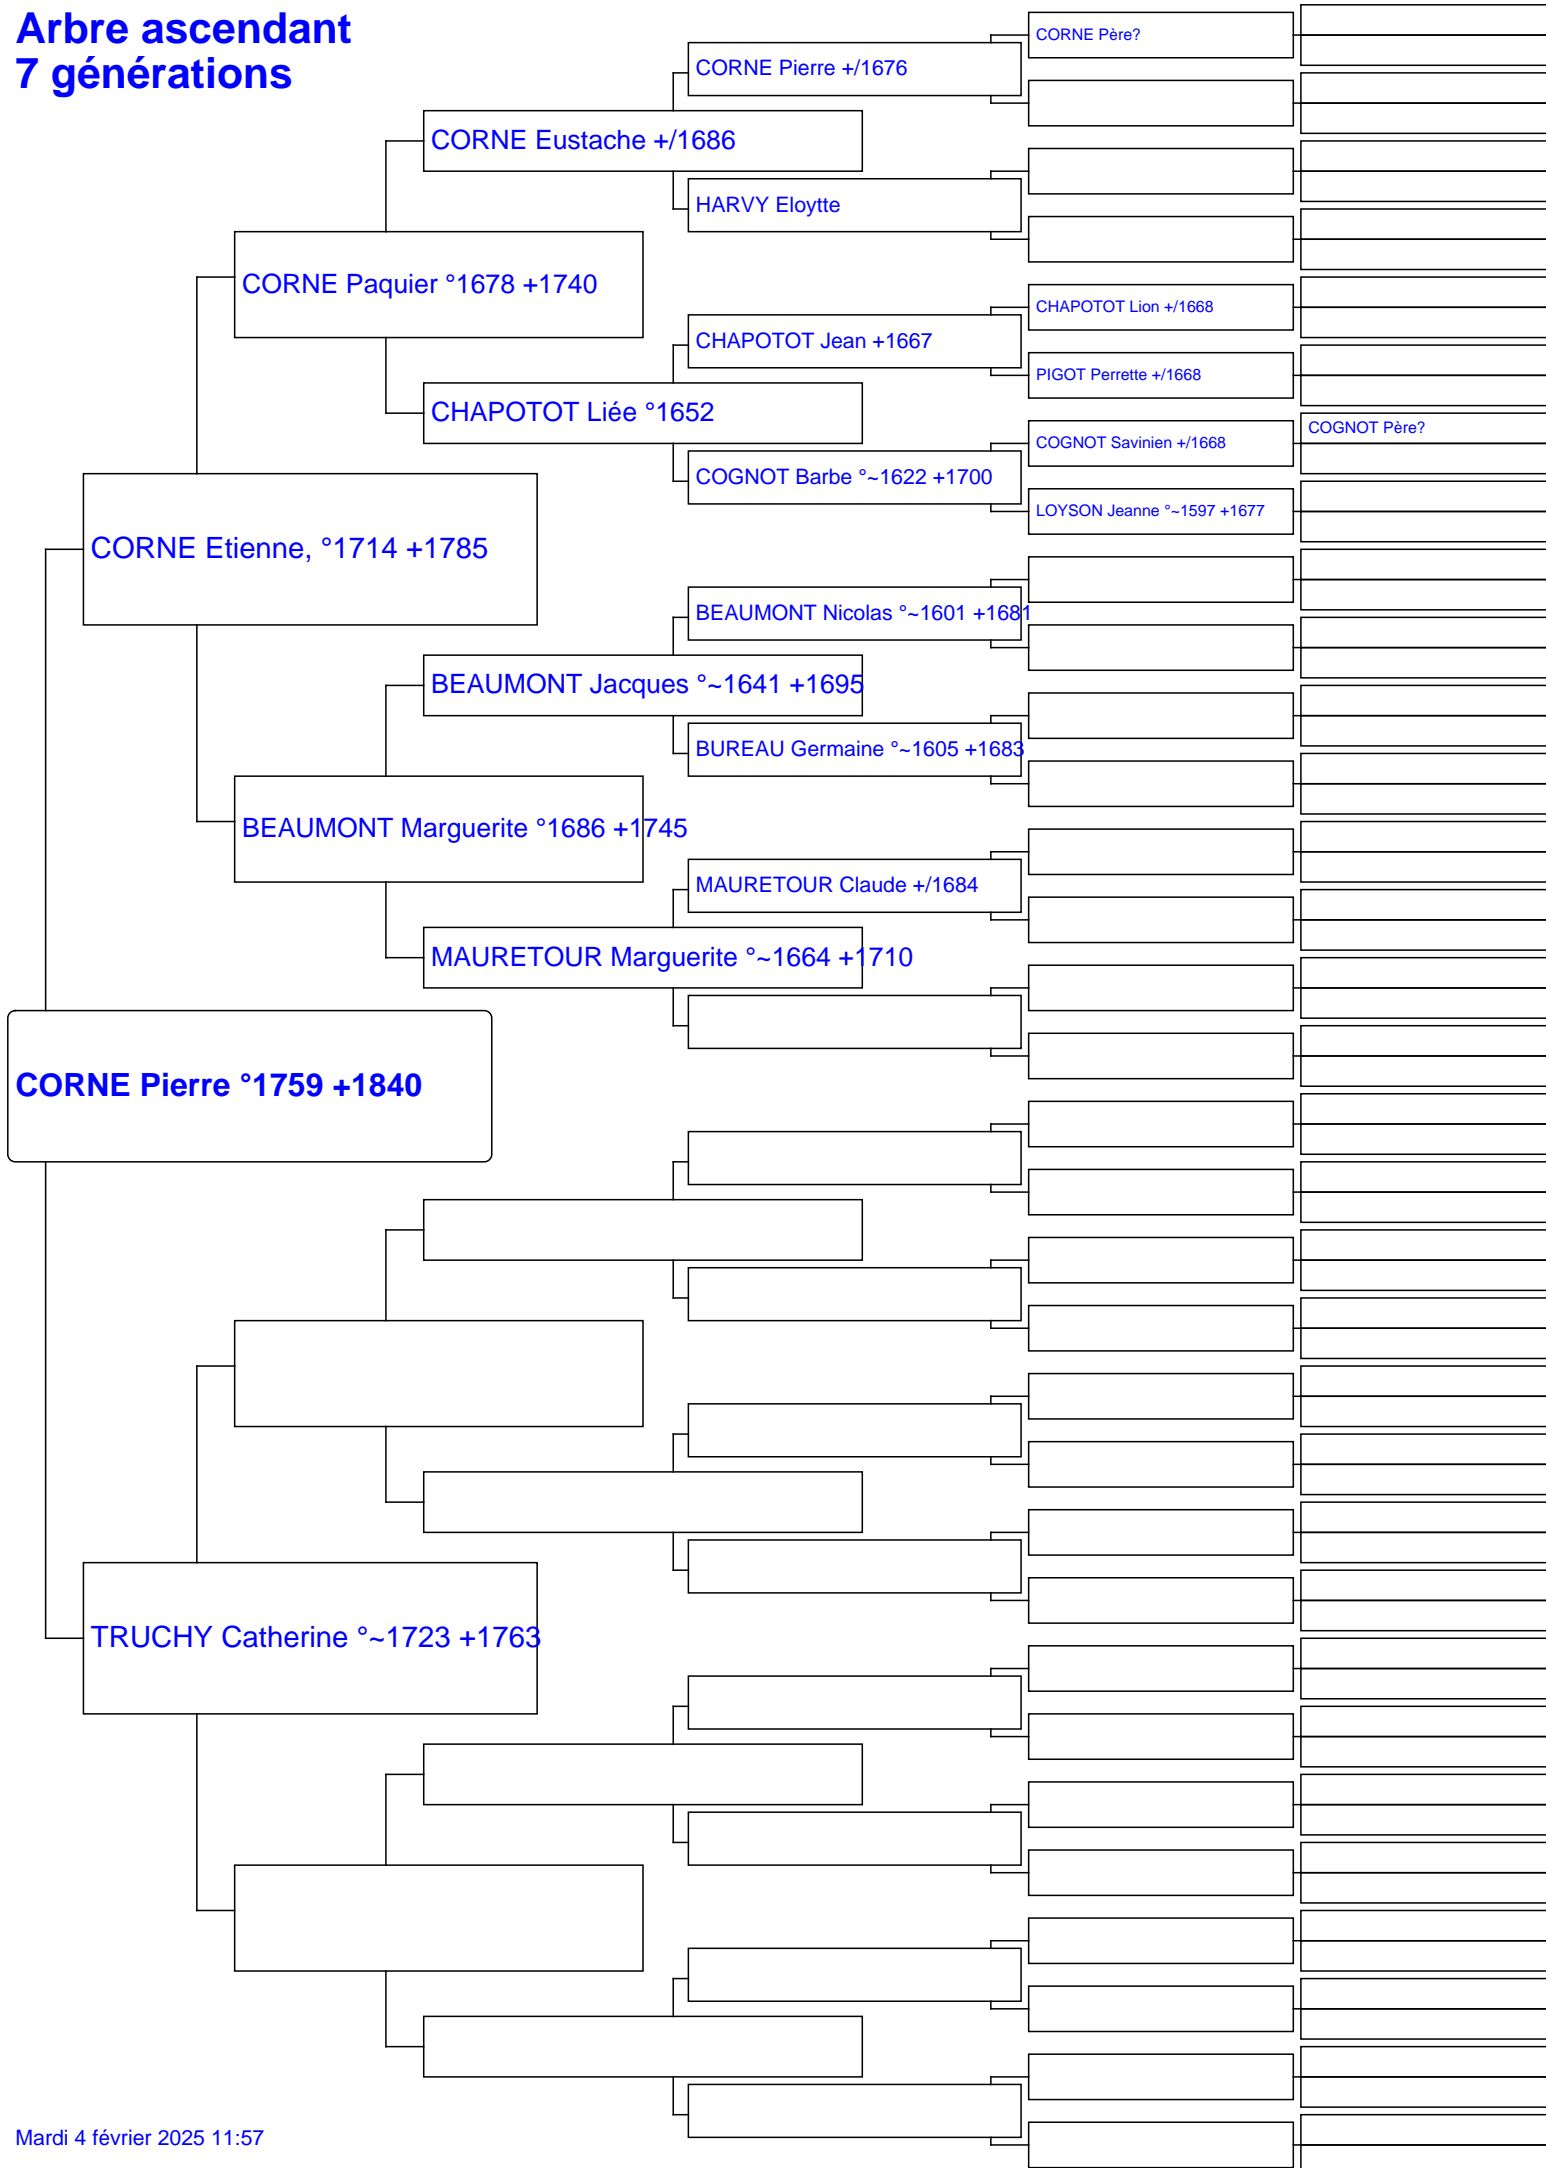 Arbre ascendant
7 générations
CORNE Père?
CORNE Pierre +/1676
CORNE Eustache +/1686
HARVY Eloytte
CORNE Paquier °1678 +1740
CHAPOTOT Lion +/1668
CHAPOTOT Jean +1667
PIGOT Perrette +/1668
CHAPOTOT Liée °1652
COGNOT Père?
COGNOT Savinien +/1668
COGNOT Barbe °~1622 +1700
LOYSON Jeanne °~1597 +1677
CORNE Etienne, °1714 +1785
BEAUMONT Nicolas °~1601 +1681
BEAUMONT Jacques °~1641 +1695
BUREAU Germaine °~1605 +1683
BEAUMONT Marguerite °1686 +1745
MAURETOUR Claude +/1684
MAURETOUR Marguerite °~1664 +1710
CORNE Pierre °1759 +1840
TRUCHY Catherine °~1723 +1763
Mardi 4 février 2025 11:57